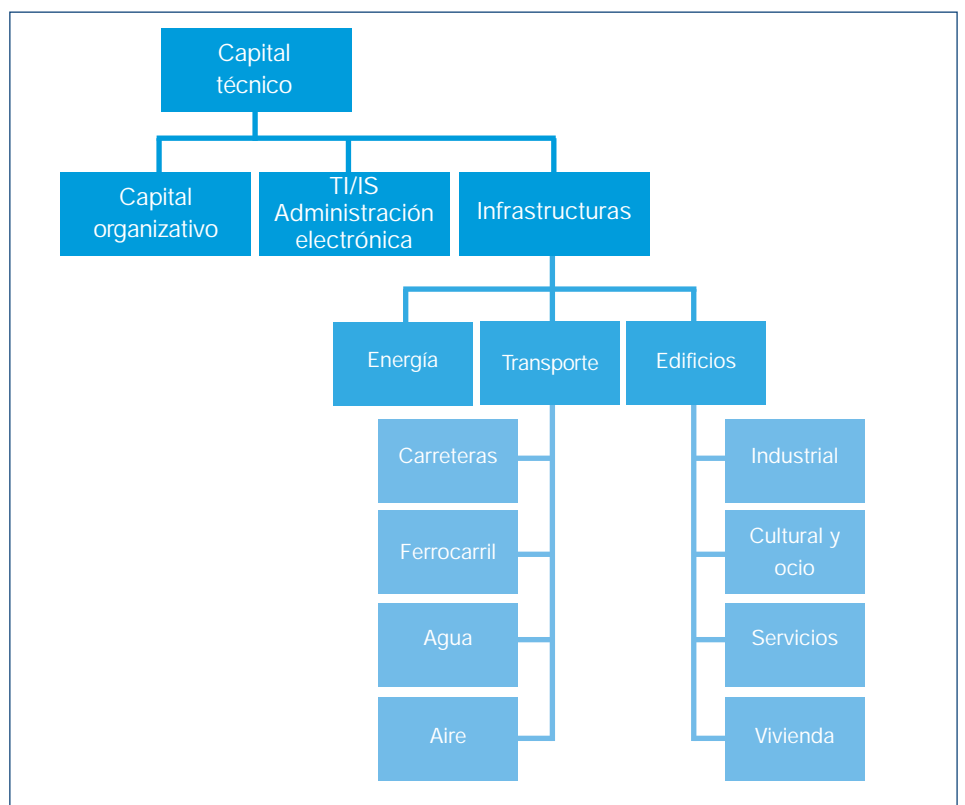 Capital
técnico
Capital
organizativo
TI/IS
Administración
electrónica
Infrastructuras
Energía
Transporte
Edificios
Carreteras
Ferrocarril
Agua
Aire
Industrial
Cultural y
ocio
Servicios
Vivienda